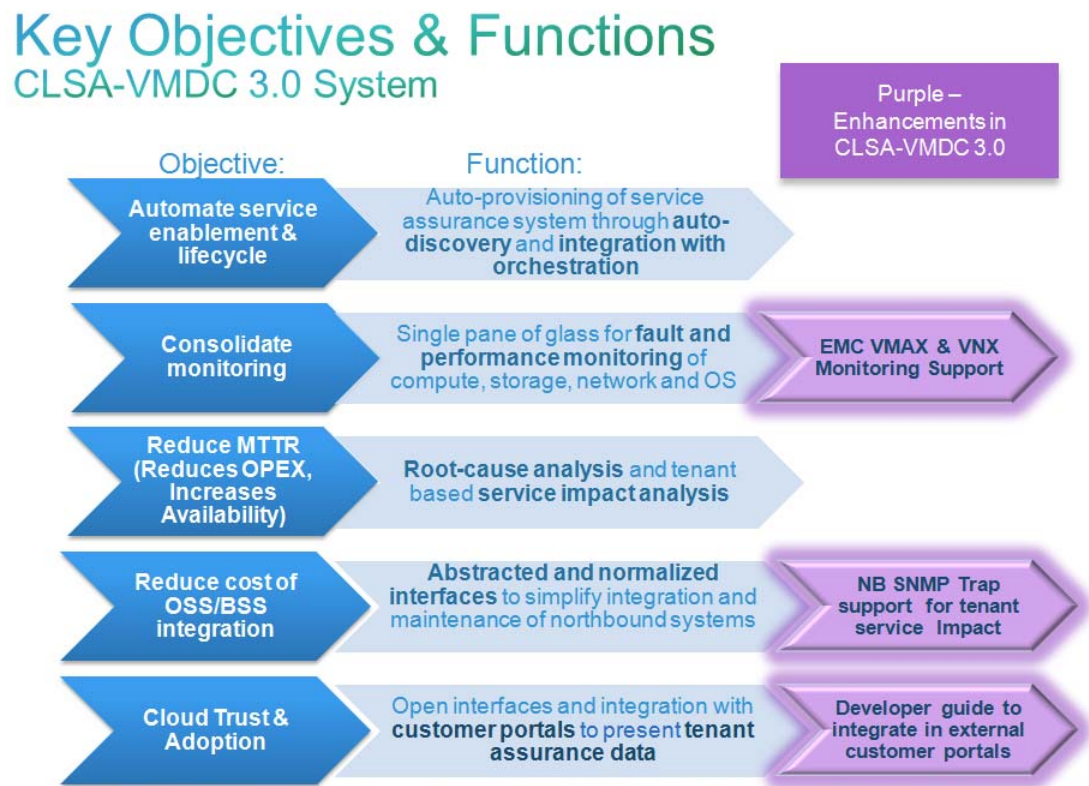 Key Objectives & Functions
CLSA-VMDC 3.0 System
Purple –
Enhancements in
CLSA-VMDC 3.0
Objective:
Function:
Automate service
enablement &
lifecycle
Auto-provisioning of service
assurance system through auto-
discovery and integration with
orchestration
Consolidate
monitoring
Single pane of glass for fault and
performance monitoring of
compute, storage, network and OS
EMC VMAX & VNX
Monitoring Support
Reduce MTTR
(Reduces OPEX,
Increases
Availability)
Root-cause analysis and tenant
based service impact analysis
Reduce cost of
OSS/BSS
integration
Abstracted and normalized
interfaces to simplify integration and
maintenance of northbound systems
NB SNMP Trap
support for tenant
service Impact
Cloud Trust &
Adoption
Open interfaces and integration with
customer portals to present tenant
assurance data
Developer guide to
integrate in external
customer portals